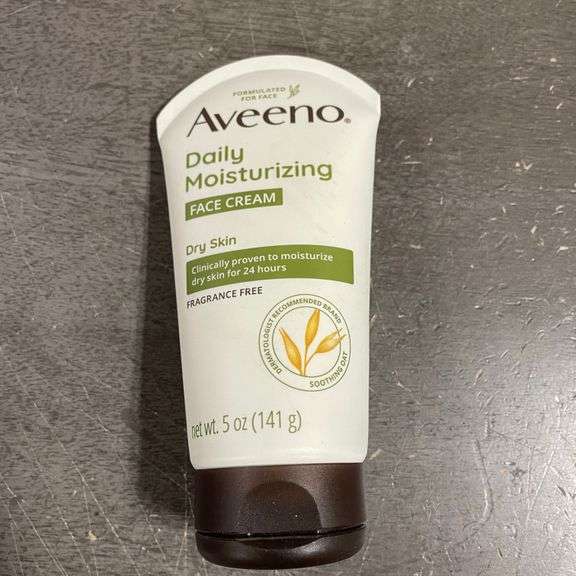 FORMULATED
FOR FACE
Aveeno®
Daily
Moisturizing
FACE CREAM
Dry Skin
Clinically proven to moisturize
dry skin for 24 hours
FRAGRANCE FREE
DERMATOLOGIST RECOMMENDED BRAND
SOOTHING OAT
net wt. 5 oz (141 g)